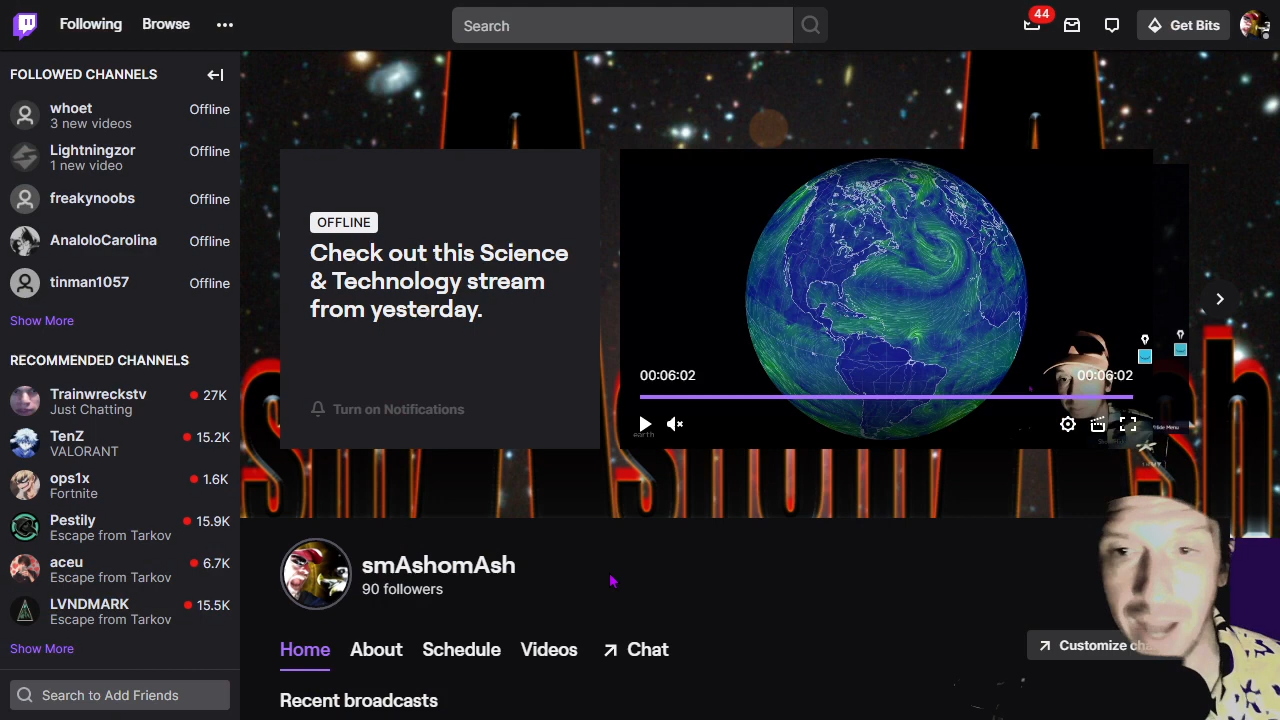 Following
Browse
Search
44
Get Bits
FOLLOWED CHANNELS
whoet
Offline
3 new videos
Lightningzor
Offline
1 new video
freakynoobs
Offline
AnaloloCarolina
Offline
tinman1057
Offline
Show More
RECOMMENDED CHANNELS
Trainwreckstv
27K
Just Chatting
TenZ
15.2K
VALORANT
ops1x
1.6K
Fortnite
Pestily
15.9K
Escape from Tarkov
aceu
6.7K
Escape from Tarkov
LVNDMARK
15.5K
Escape from Tarkov
Show More
Search to Add Friends
OFFLINE
Check out this Science
& Technology stream
from yesterday.
Turn on Notifications
00:06:02
00:06:02
earth
smAshomAsh
90 followers
Home
About
Schedule
Videos
Chat
Customize
Recent broadcasts